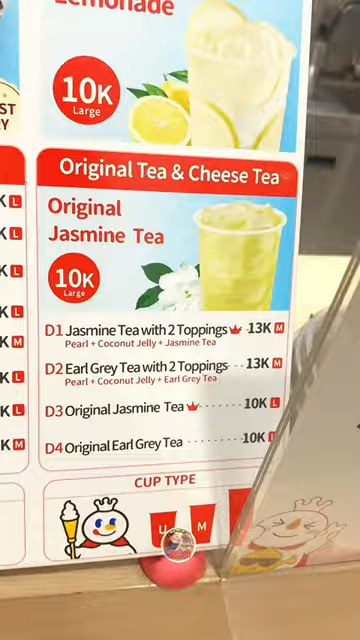 Lemonade
10K
Large
Original Tea & Cheese Tea
Original
Jasmine Tea
10K
Large
D1 Jasmine Tea with 2 Toppings 13K M
Pearl + Coconut Jelly + Jasmine Tea
D2 Earl Grey Tea with 2 Toppings 13K M
Pearl + Coconut Jelly + Earl Grey Tea
D3 Original Jasmine Tea 10K L
D4 Original Earl Grey Tea 10K L
CUP TYPE
U
M
ST
Y
K L
K L
K L
K L
K M
K L
K L
K M